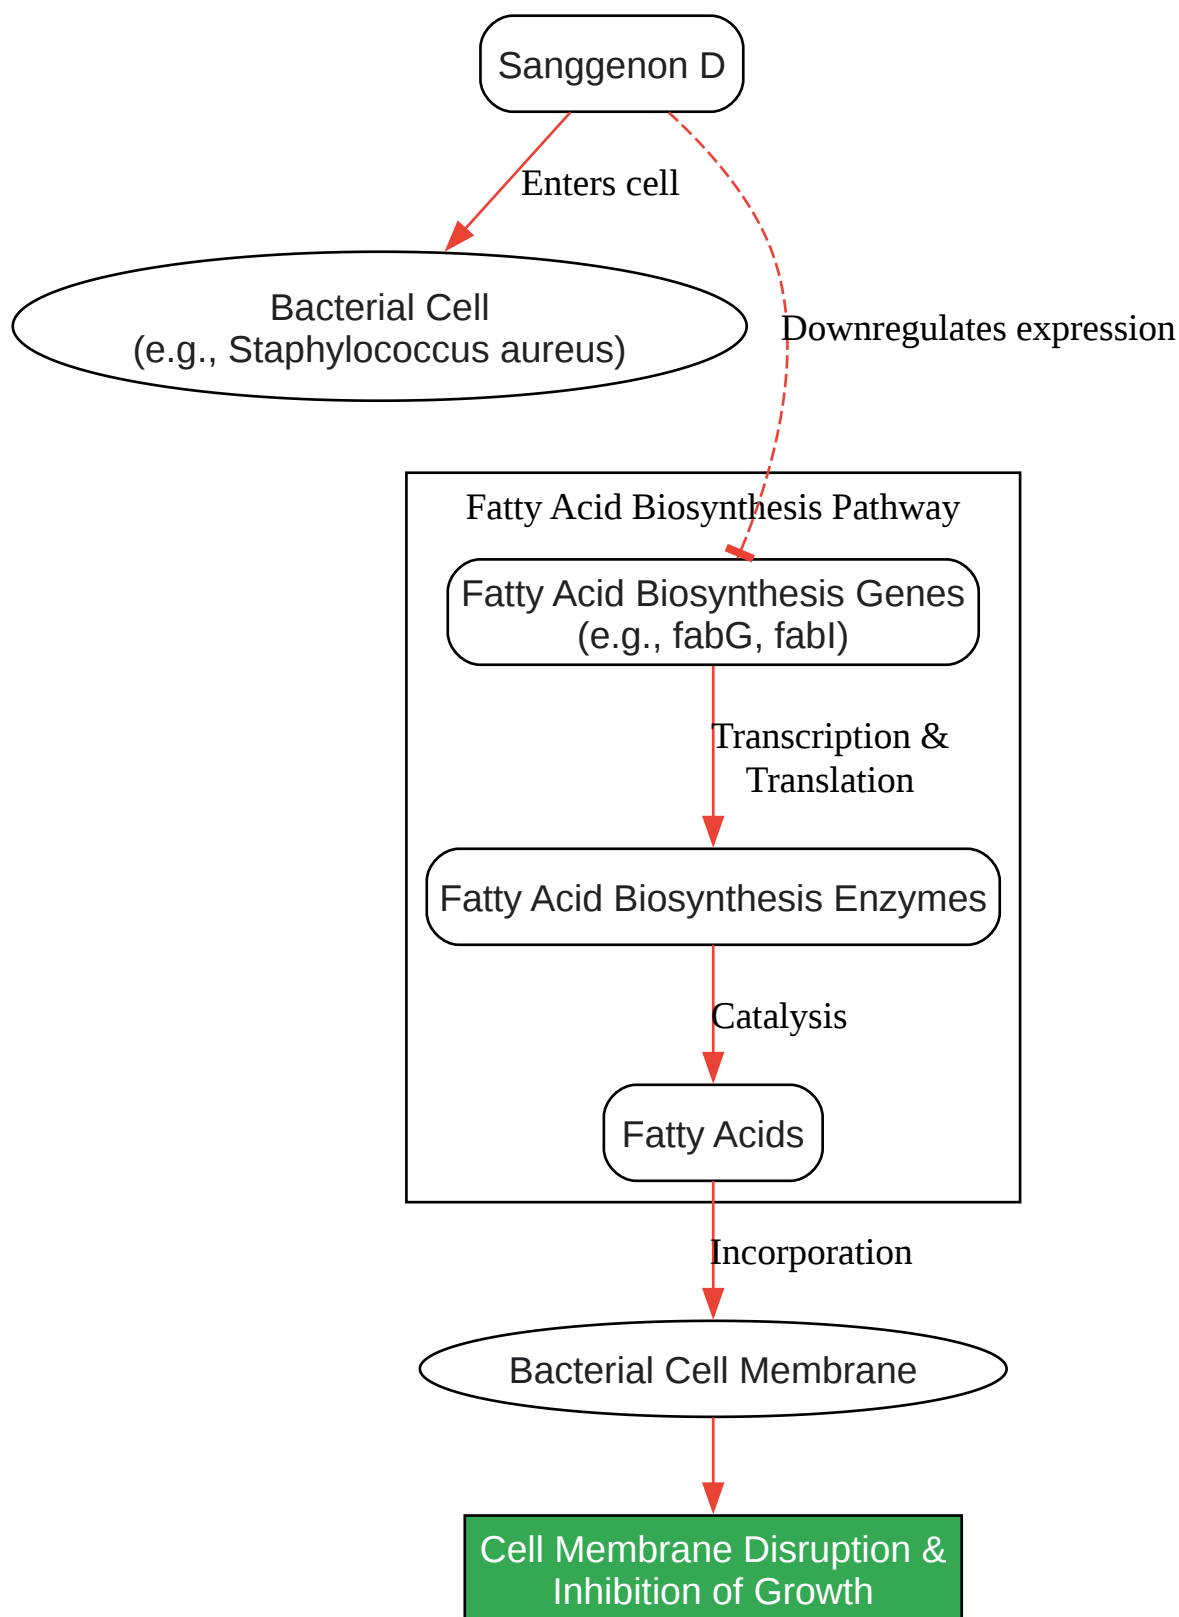 Sanggenon D
Enters cell
Bacterial Cell
(e.g., Staphylococcus aureus)
Downregulates expression
Fatty Acid Biosynthesis Pathway
Fatty Acid Biosynthesis Genes
(e.g., fabG, fabI)
Transcription &
Translation
Fatty Acid Biosynthesis Enzymes
Catalysis
Fatty Acids
Incorporation
Bacterial Cell Membrane
Cell Membrane Disruption &
Inhibition of Growth